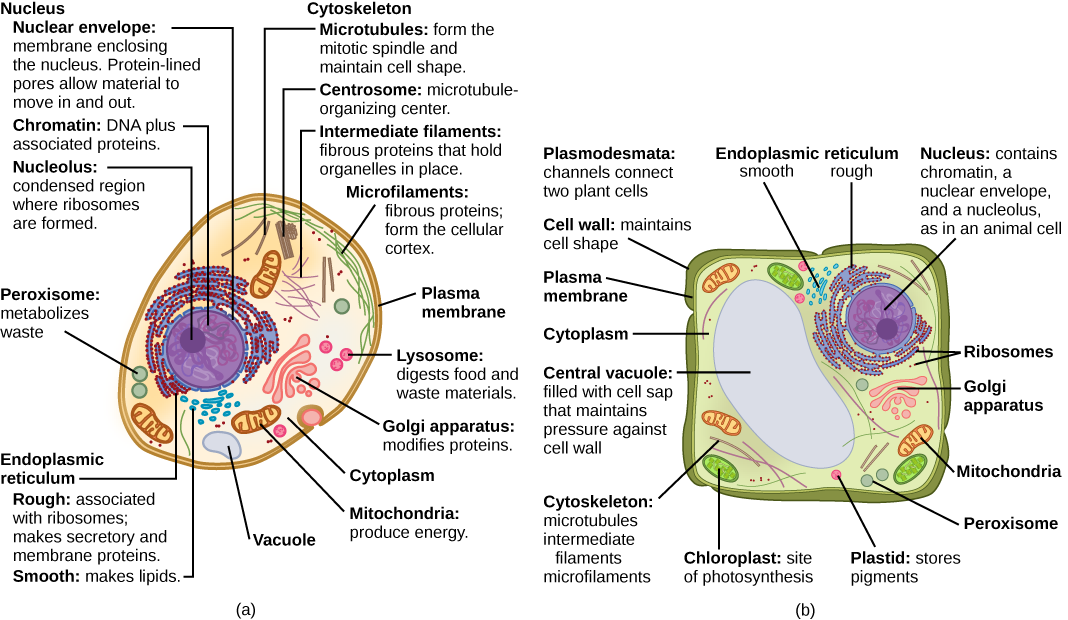 Nucleus
Nuclear envelope:
membrane enclosing
the nucleus. Protein-lined
pores allow material to
move in and out.
Chromatin: DNA plus
associated proteins.
Nucleolus:
condensed region
where ribosomes
are formed.
Peroxisome:
metabolizes
waste
Endoplasmic
reticulum
Rough: associated
with ribosomes;
makes secretory and
membrane proteins.
Smooth: makes lipids.
Cytoskeleton
Microtubules: form the
mitotic spindle and
maintain cell shape.
Centrosome: microtubule-
organizing center.
Intermediate filaments:
fibrous proteins that hold
organelles in place.
Microfilaments:
fibrous proteins;
form the cellular
cortex.
Plasma
membrane
Lysosome:
digests food and
waste materials.
Golgi apparatus:
modifies proteins.
Cytoplasm
Mitochondria:
produce energy.
Vacuole
(a)
Plasmodesmata:
channels connect
two plant cells
Cell wall: maintains
cell shape
Plasma
membrane
Cytoplasm
Central vacuole:
filled with cell sap
that maintains
pressure against
cell wall
Cytoskeleton:
microtubules
intermediate
filaments
microfilaments
Endoplasmic reticulum
smooth
rough
Nucleus: contains
chromatin, a
nuclear envelope,
and a nucleolus,
as in an animal cell
Ribosomes
Golgi
apparatus
Mitochondria
Peroxisome
Chloroplast: site
of photosynthesis
Plastid: stores
pigments
(b)